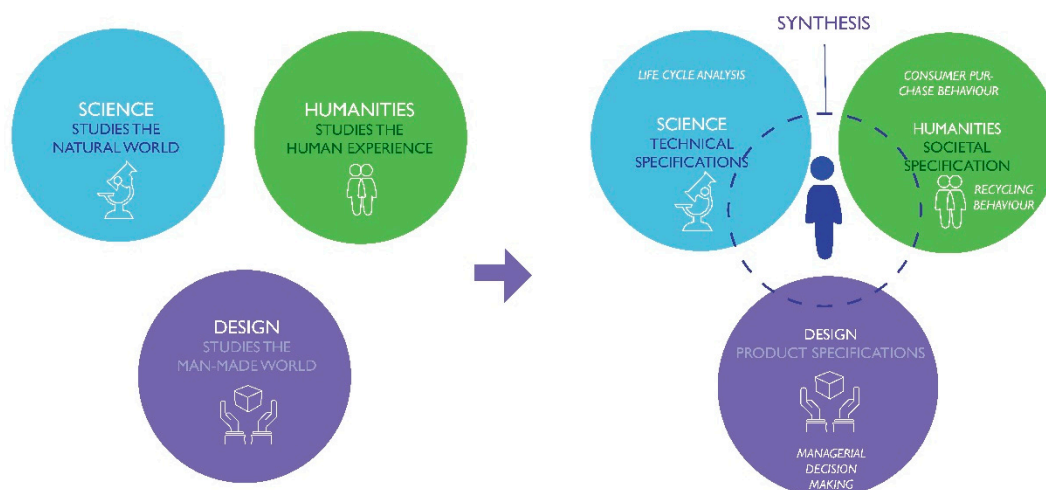 SCIENCE
STUDIES THE
NATURAL WORLD
HUMANITIES
STUDIES THE
HUMAN EXPERIENCE
DESIGN
STUDIES THE
MAN-MADE WORLD
SYNTHESIS
LIFE CYCLE ANALYSIS
SCIENCE
TECHNICAL
SPECIFICATIONS
CONSUMER PUR-
CHASE BEHAVIOUR
HUMANITIES
SOCIETAL
SPECIFICATION
RECYCLING
BEHAVIOUR
DESIGN
PRODUCT SPECIFICATIONS
MANAGERIAL
DECISION
MAKING